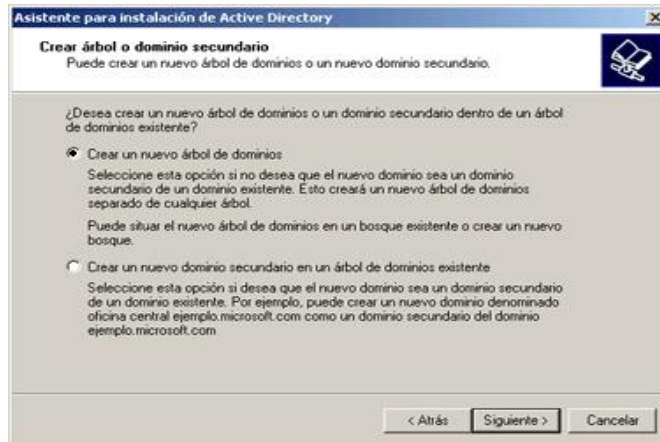 Asistente para instalación de Active Directory
Crear árbol o dominio secundario
Puede crear un nuevo árbol de dominios o un nuevo dominio secundario.
¿Desea crear un nuevo árbol de dominios o un dominio secundario dentro de un árbol
de dominios existente?
Crear un nuevo árbol de dominios
Seleccione esta opción si no desea que el nuevo dominio sea un dominio
secundario de un dominio existente. Esto creará un nuevo árbol de dominios
separado de cualquier árbol.
Puede situar el nuevo árbol de dominios en un bosque existente o crear un nuevo
bosque.
Crear un nuevo dominio secundario en un árbol de dominios existente
Seleccione esta opción si desea que el nuevo dominio sea un dominio secundario
de un dominio existente. Por ejemplo, puede crear un nuevo dominio denominado
oficina central ejemplo.microsoft.com como un dominio secundario del dominio
ejemplo.microsoft.com
< Atrás Siguiente > Cancelar